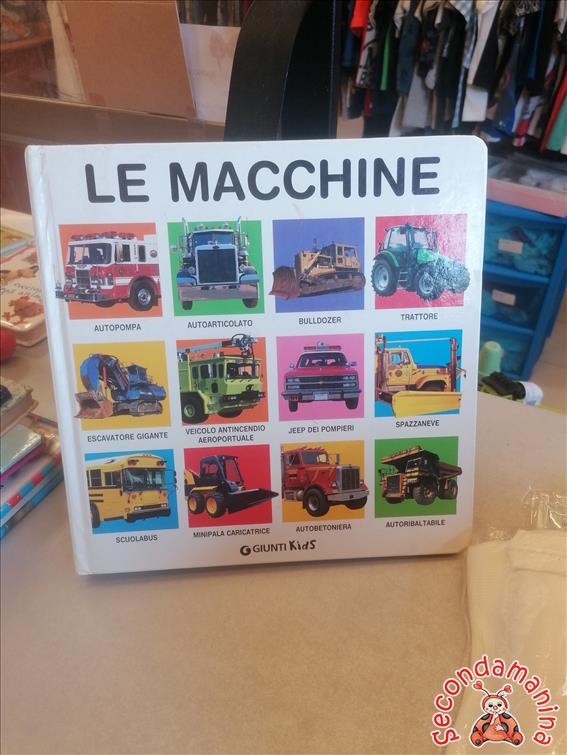 LE MACCHINE
AUTOPOMPA
AUTOARTICOLATO
BULLDOZER
TRATTORE
ESCAVATORE GIGANTE
VEICOLO ANTINCENDIO
AEROPORTUALE
JEEP DEI POMPIERI
SPAZZANEVE
SCUOLABUS
MINIPALA CARICATRICE
AUTOBETONIERA
AUTORIBALTABILE
GIUNTI KidS
Secondamanina